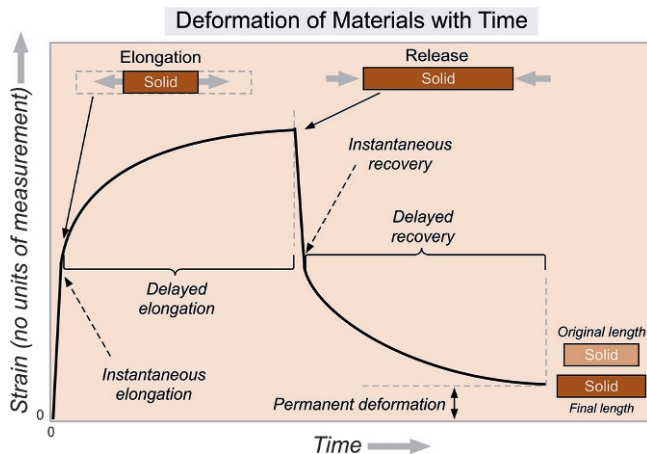 Deformation of Materials with Time
Elongation
Solid
Release
Solid
Instantaneous
recovery
Delayed
recovery
Delayed
elongation
Instantaneous
elongation
Original length
Solid
Solid
Final length
Permanent deformation
Strain (no units of measurement)
0
0
Time